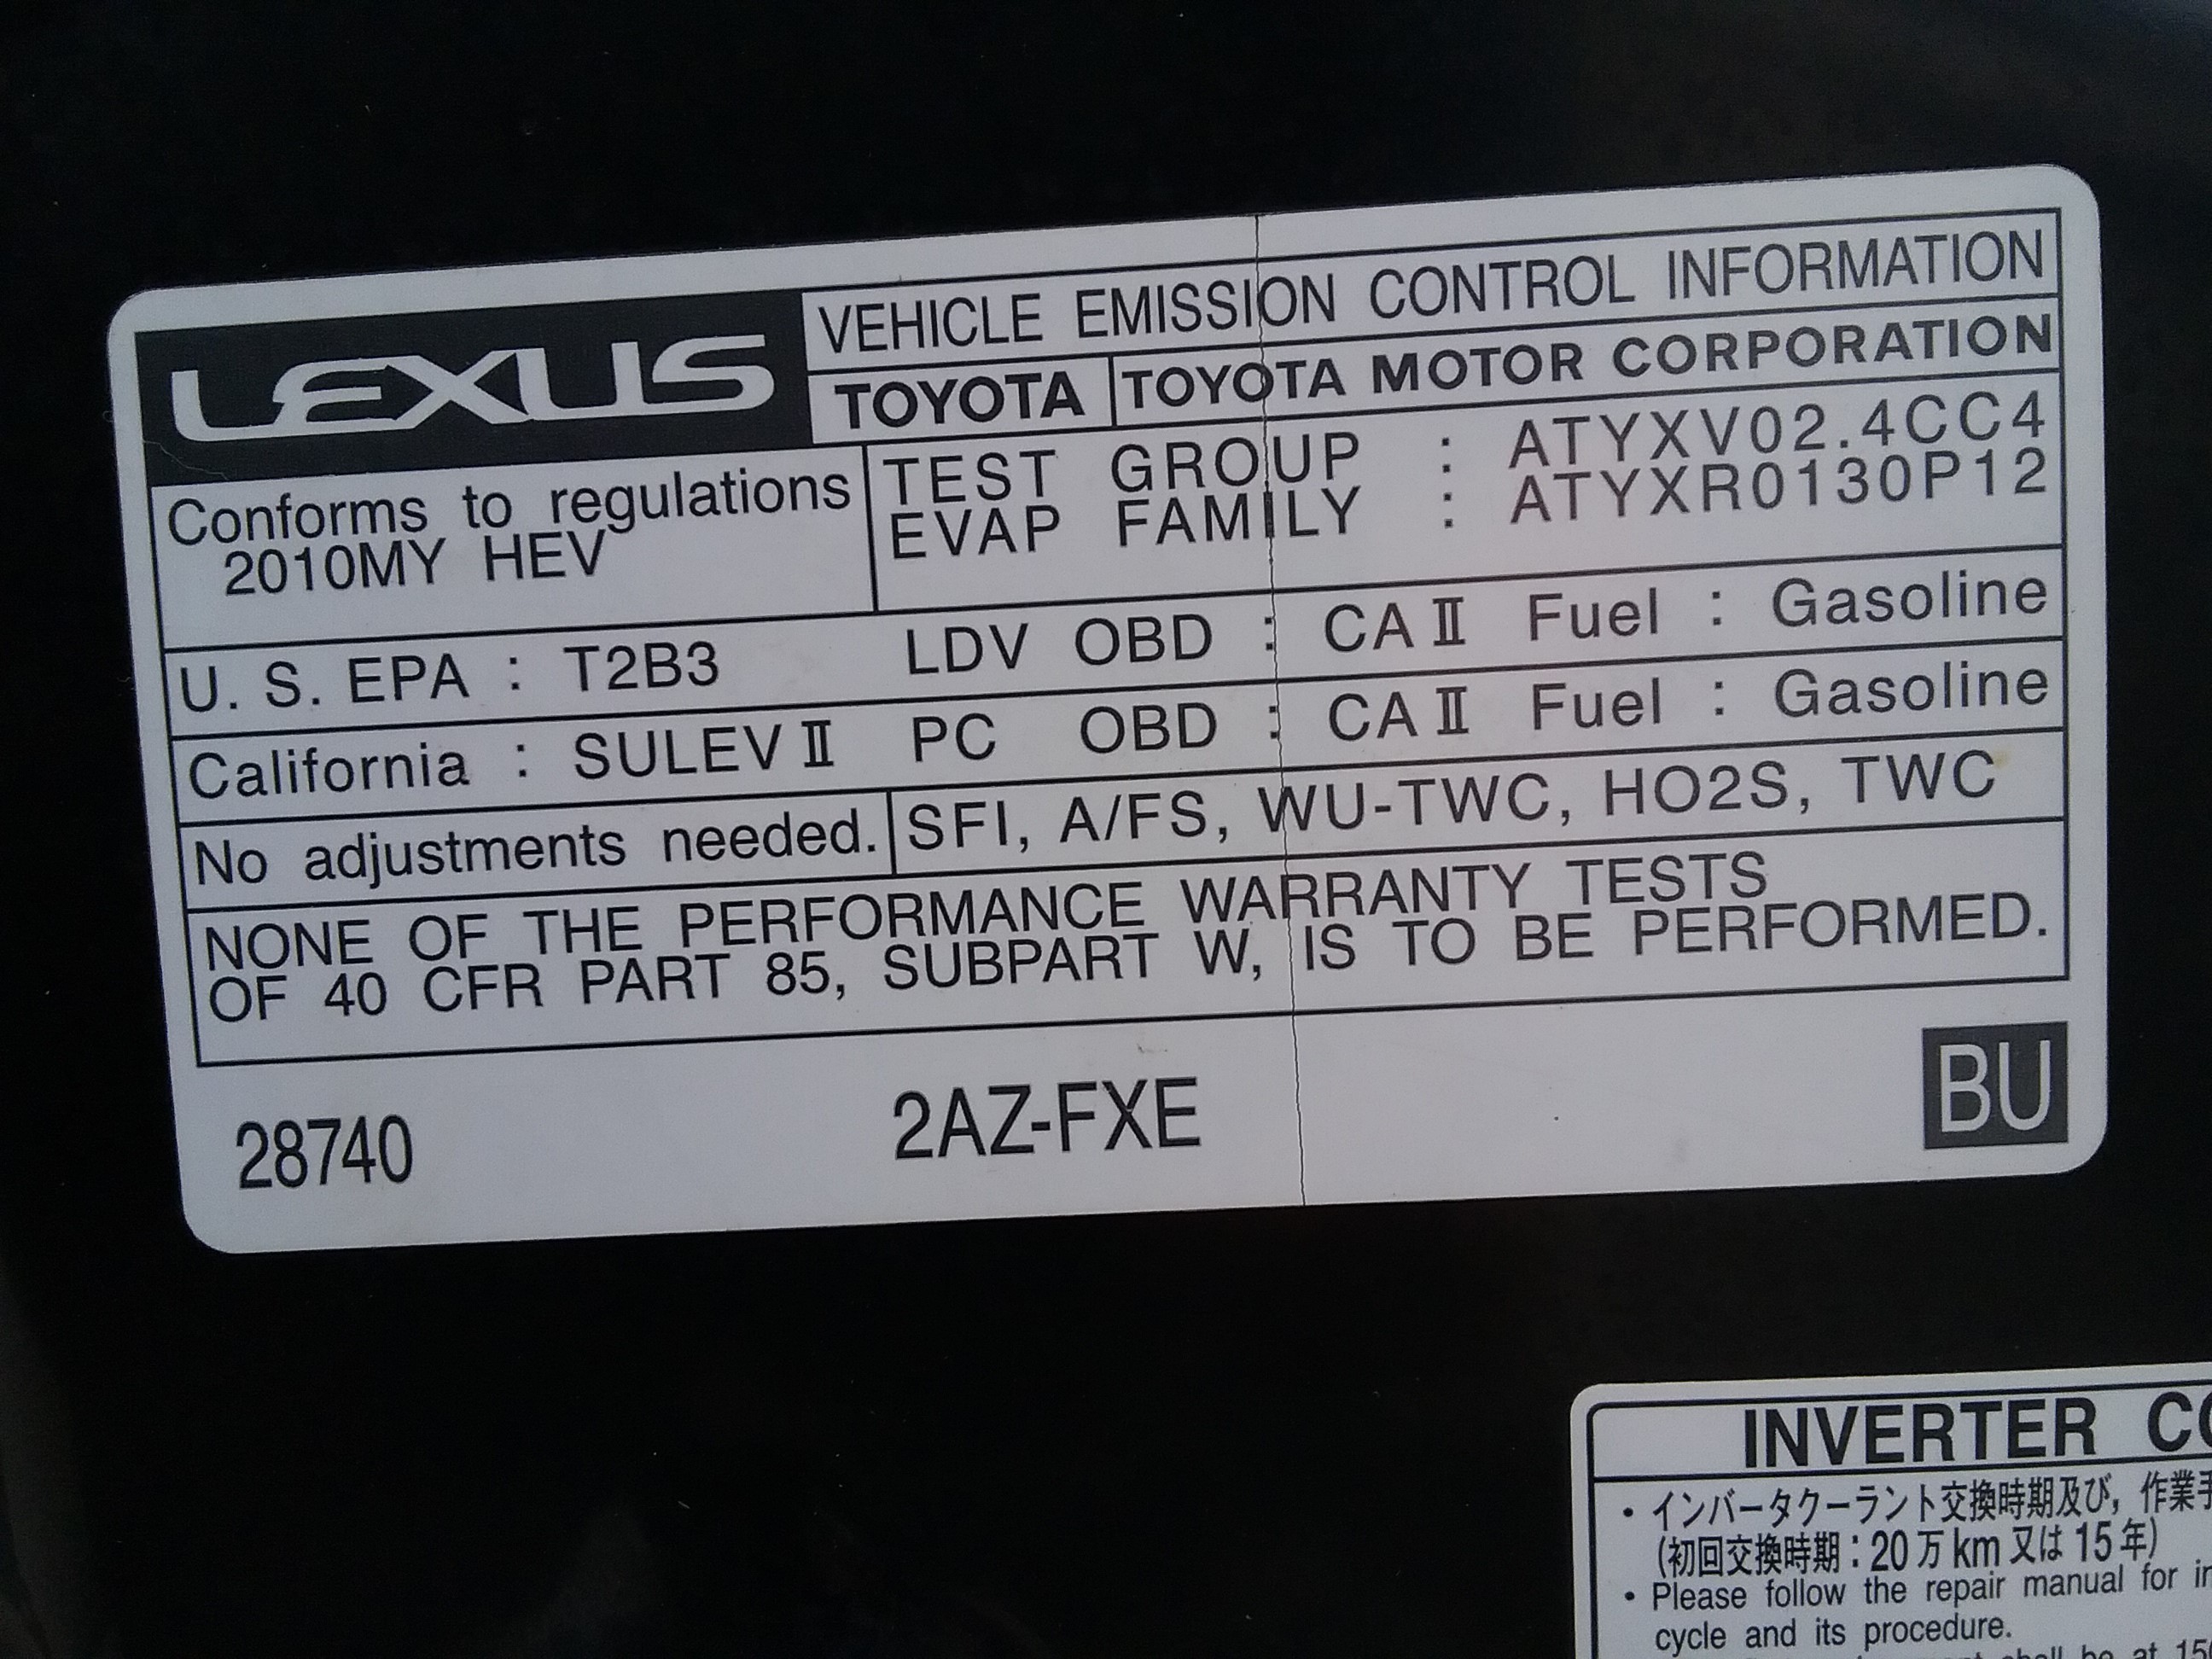 LEXUS
VEHICLE EMISSION CONTROL INFORMATION
TOYOTA TOYOTA MOTOR CORPORATION
Conforms to regulations
2010MY HEV
TEST GROUP : ATYXV02.4CC4
EVAP FAMILY : ATYXR0130P12
U. S. EPA : T2B3 LDV OBD : CA II Fuel : Gasoline
California : SULEV II PC OBD : CA II Fuel : Gasoline
No adjustments needed. SFI, A/FS, WU-TWC, HO2S, TWC
NONE OF THE PERFORMANCE WARRANTY TESTS
OF 40 CFR PART 85, SUBPART W, IS TO BE PERFORMED.
28740 2AZ-FXE BU
INVERTER
・インバータクーラント交換時期及び, 作業
(初回交換時期：20万km又は15年)
・Please follow the repair manual for
cycle and its procedure.
shall be at